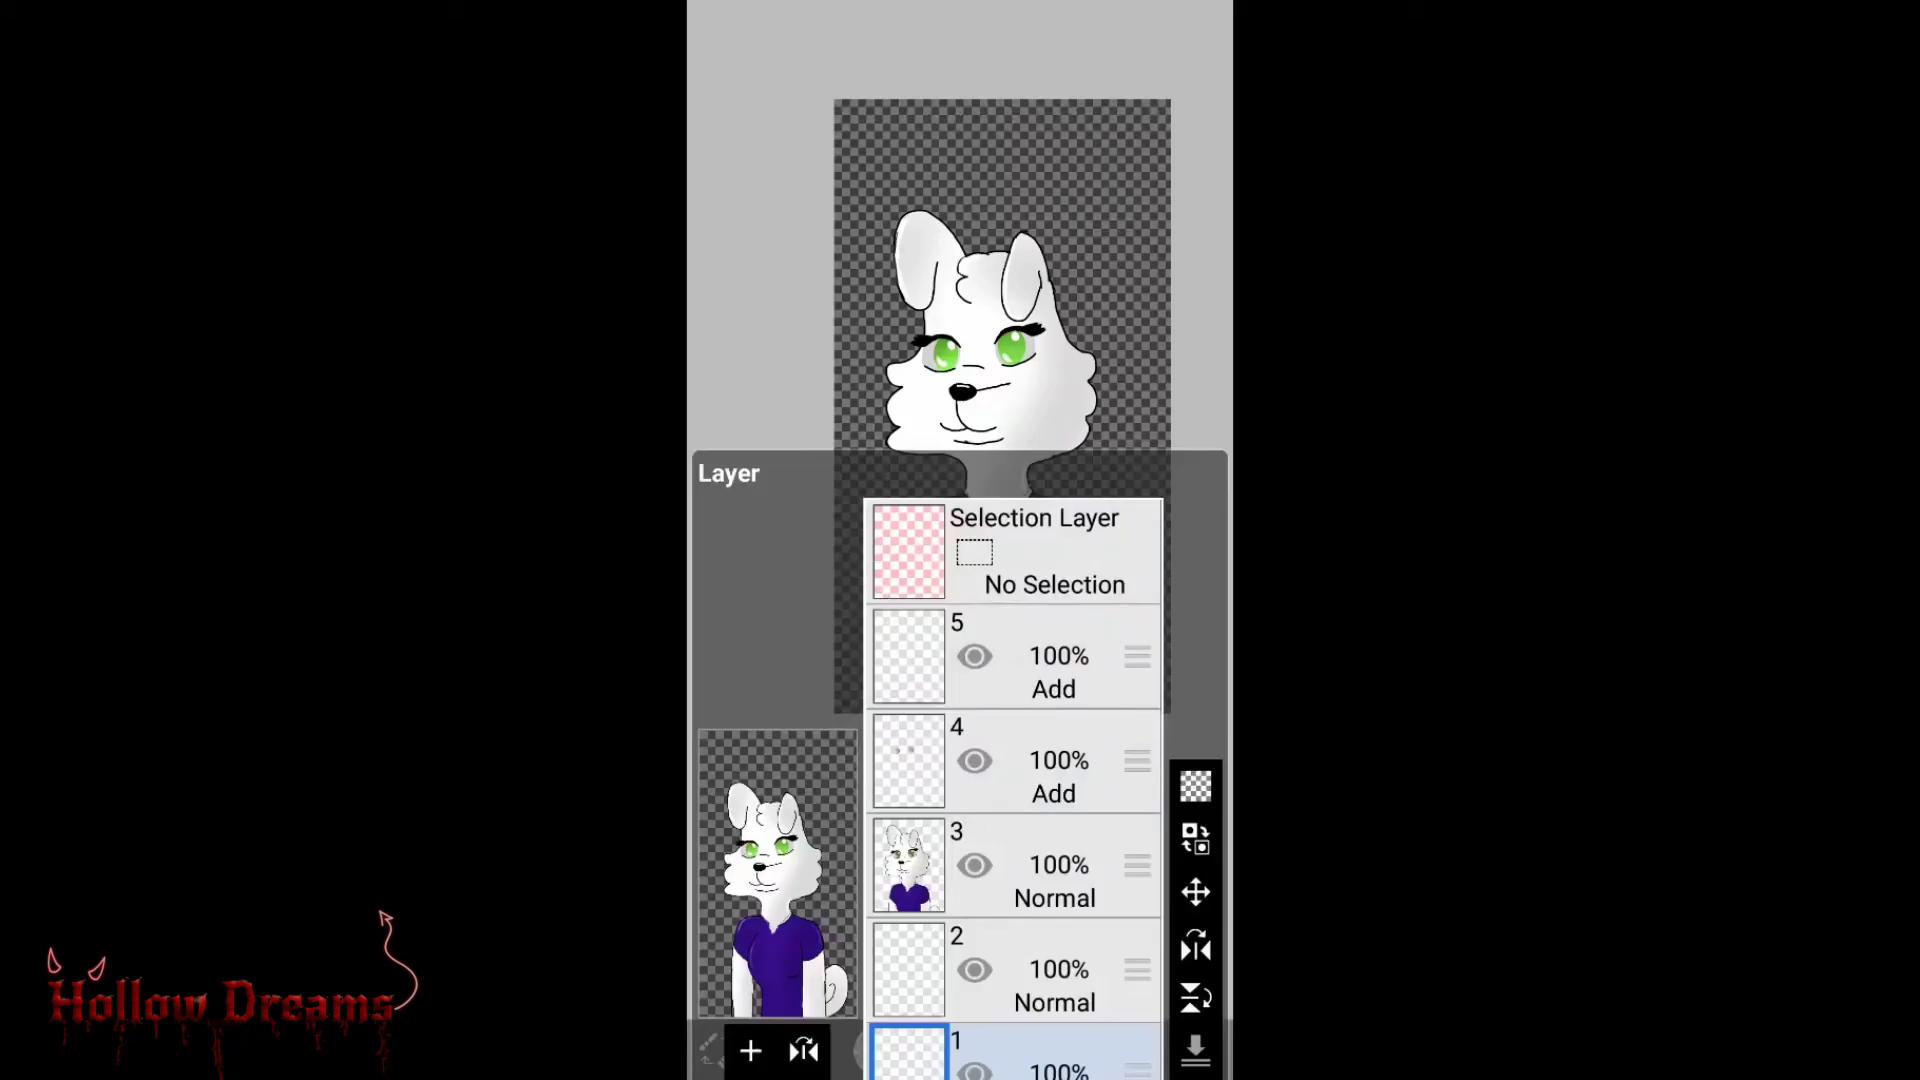 Layer
Selection Layer
No Selection
5
100%
Add
4
100%
Add
3
100%
Normal
2
100%
Normal
1
100%
Hollow Dreams